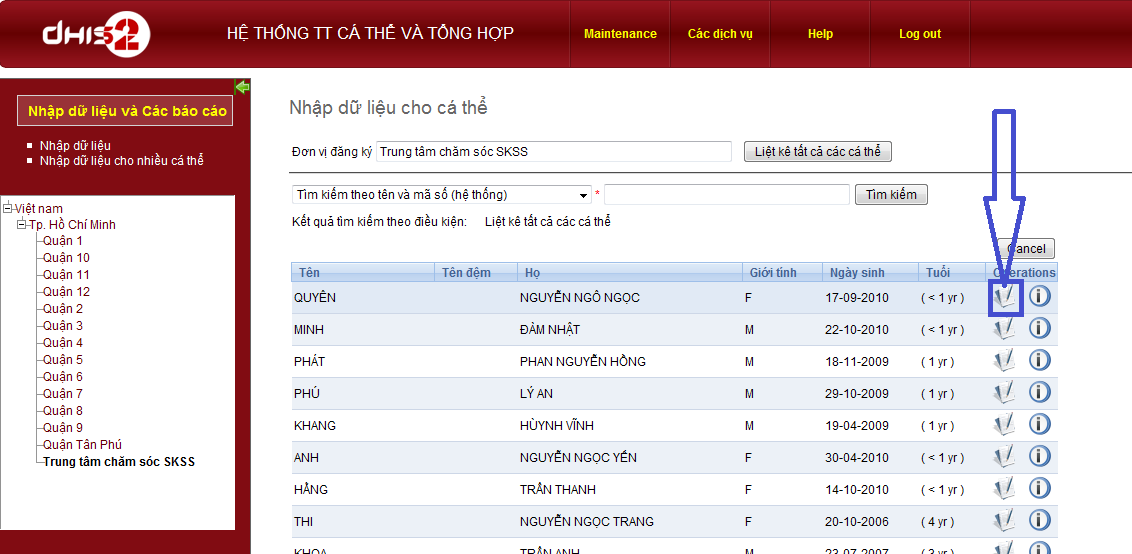 dHIS2
HỆ THỐNG TT CÁ THỂ VÀ TỔNG HỢP
Maintenance
Các dịch vụ
Help
Log out
Nhập dữ liệu và Các báo cáo
Nhập dữ liệu
Nhập dữ liệu cho nhiều cá thể
Việt nam
Tp. Hồ Chí Minh
Quận 1
Quận 10
Quận 11
Quận 12
Quận 2
Quận 3
Quận 4
Quận 5
Quận 6
Quận 7
Quận 8
Quận 9
Quận Tân Phú
Trung tâm chăm sóc SKSS
Nhập dữ liệu cho cá thể
Đơn vị đăng ký Trung tâm chăm sóc SKSS Liệt kê tất cả các cá thể
Tìm kiếm theo tên và mã số (hệ thống) * Tìm kiếm
Kết quả tìm kiếm theo điều kiện: Liệt kê tất cả các cá thể
Cancel
Tên Tên đệm Họ Giới tính Ngày sinh Tuổi Operations
QUYÊN NGUYỄN NGÔ NGỌC F 17-09-2010 ( < 1 yr )
MINH ĐÀM NHẬT M 22-10-2010 ( < 1 yr )
PHÁT PHAN NGUYỄN HỒNG M 18-11-2009 ( 1 yr )
PHÚ LÝ AN M 29-10-2009 ( 1 yr )
KHANG HÙYNH VĨNH M 19-04-2009 ( 1 yr )
ANH NGUYỄN NGỌC YẾN F 30-04-2010 ( < 1 yr )
HẰNG TRẦN THANH F 14-10-2010 ( < 1 yr )
THI NGUYỄN NGỌC TRANG F 20-10-2006 ( 4 yr )
KHOA TRẦN ANH M 23-07-2007 ( 3 yr )